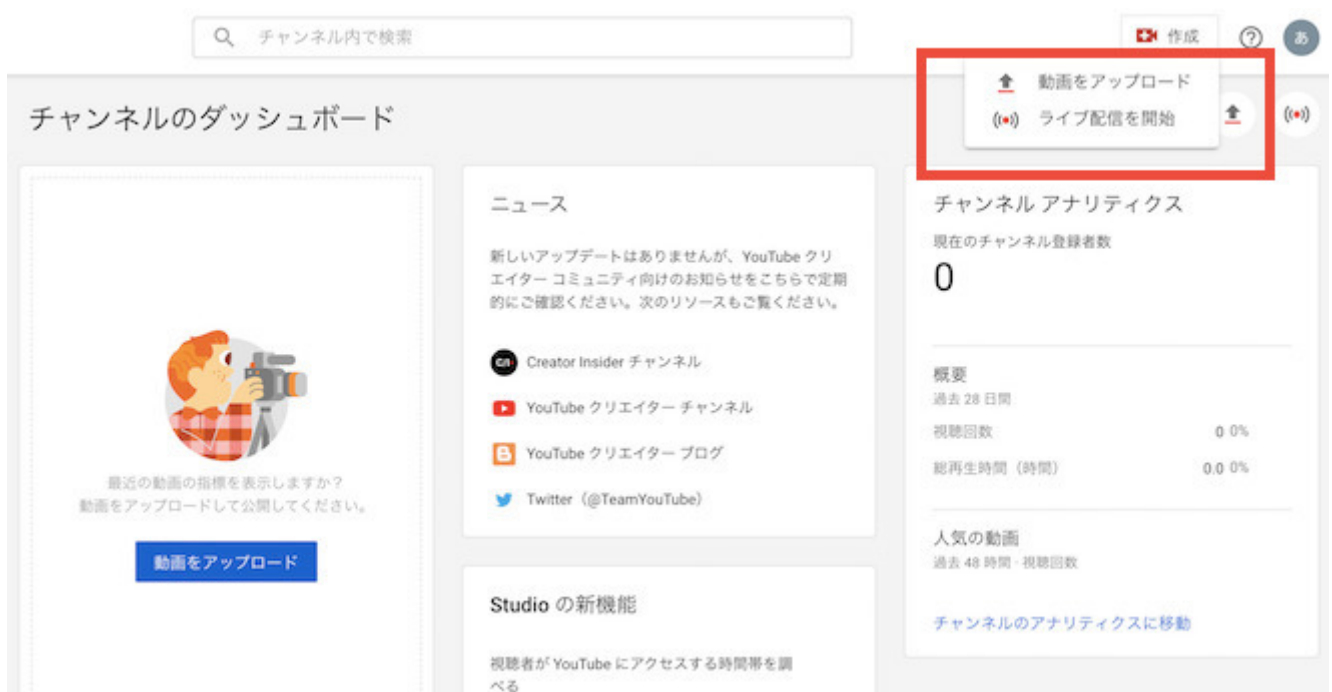 チャンネル内で検索
作成
あ
動画をアップロード
ライブ配信を開始
チャンネルのダッシュボード
最近の動画の指標を表示しますか?
動画をアップロードして公開してください。
動画をアップロード
ニュース
新しいアップデートはありませんが、YouTube クリ
エイター コミュニティ向けのお知らせをこちらで定期
的にご確認ください。次のリソースもご覧ください。
Creator Insider チャンネル
YouTube クリエイター チャンネル
YouTube クリエイター ブログ
Twitter(@TeamYouTube)
Studio の新機能
視聴者が YouTube にアクセスする時間帯を調
べる
チャンネル アナリティクス
現在のチャンネル登録者数
0
概要
過去 28 日間
視聴回数 0 0%
総再生時間(時間) 0.0 0%
人気の動画
過去 48 時間・視聴回数
チャンネルのアナリティクスに移動